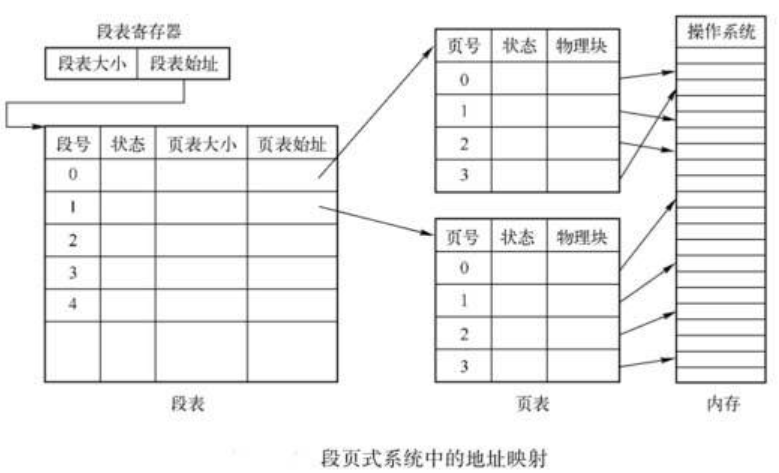 段表寄存器
段表大小 段表始址
段号 状态 页表大小 页表始址
0
1
2
3
4
段表
页号 状态 物理块
0
1
2
3
页号 状态 物理块
0
1
2
3
页表
操作系统
内存
段页式系统中的地址映射